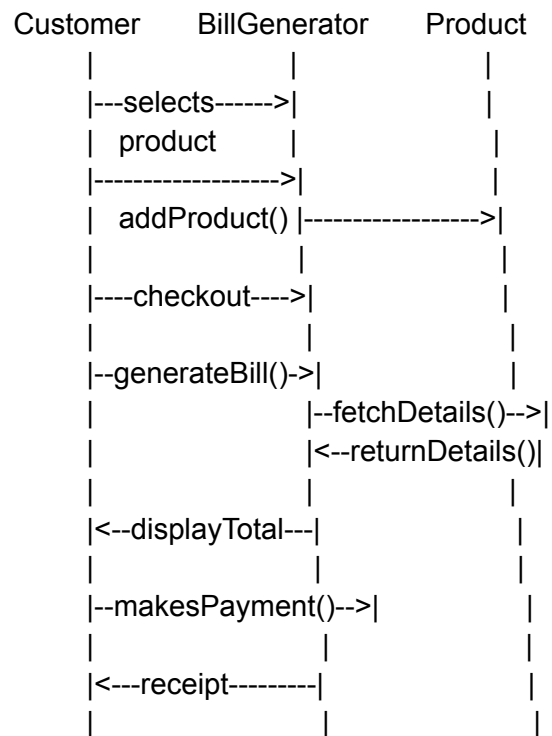 Customer BillGenerator Product
| | |
|---selects------>| |
| product | |
|------------------->| |
| addProduct() |------------------>|
| | |
|----checkout---->| |
| | |
|--generateBill()->| |
| |--fetchDetails()-->|
| |<--returnDetails()|
| | |
|<--displayTotal---| |
| | |
|--makesPayment()-->| |
| | |
|<---receipt---------| |
| | |